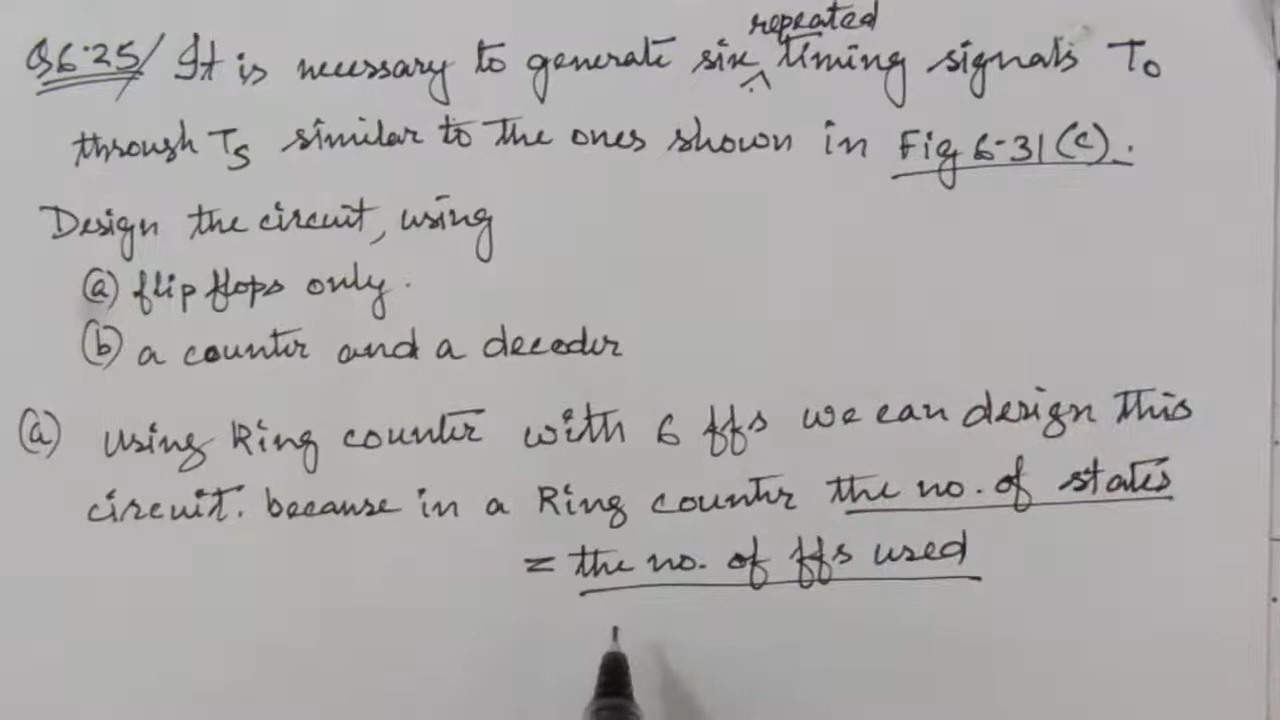 Q6.25/ It is necessary to generate six repeated timing signals T0
through T5 similar to the ones shown in Fig 6.31(c).
Design the circuit, using
(a) flip flops only.
(b) a counter and a decoder
(a) Using Ring counter with 6 ffs we can design this
circuit. because in a Ring counter the no. of states
= the no. of ffs used